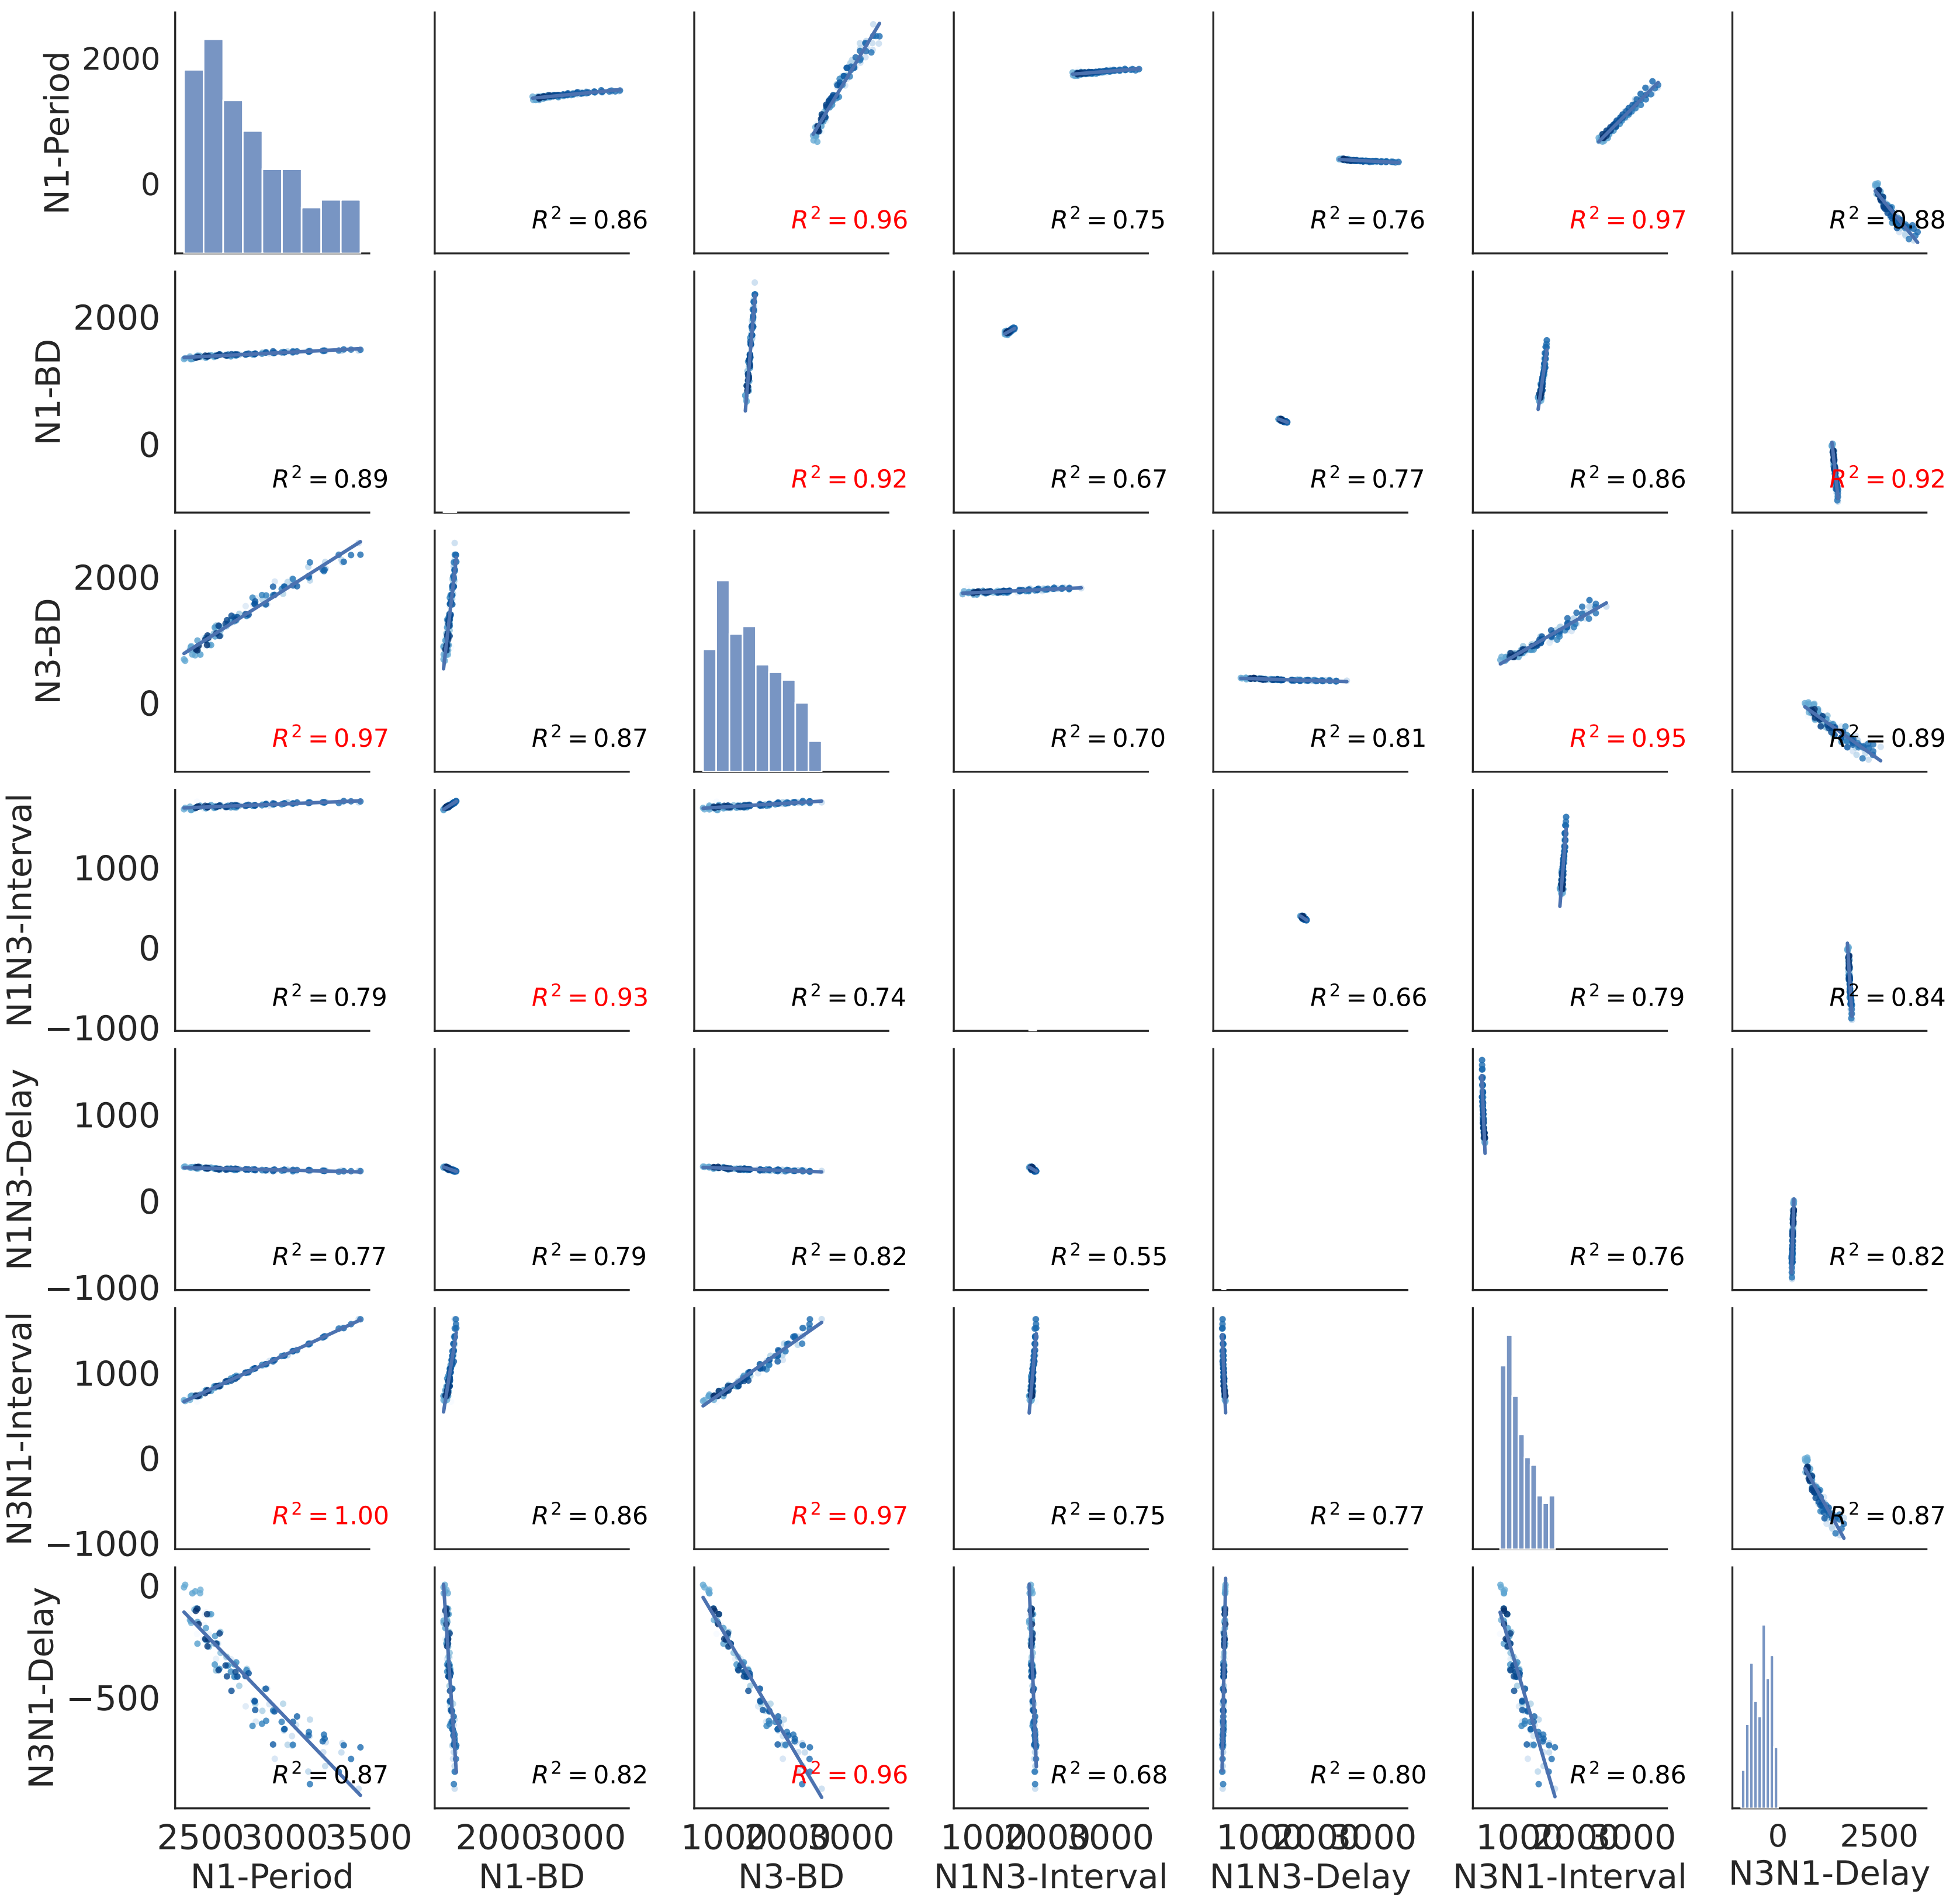 N1-Period
2000
0
R² = 0.86
R² = 0.96
R² = 0.75
R² = 0.76
R² = 0.97
R² = 0.88
N1-BD
2000
0
R² = 0.89
R² = 0.92
R² = 0.67
R² = 0.77
R² = 0.86
R² = 0.92
N3-BD
2000
0
R² = 0.97
R² = 0.87
R² = 0.70
R² = 0.81
R² = 0.95
R² = 0.89
N1N3-Interval
1000
0
−1000
R² = 0.79
R² = 0.93
R² = 0.74
R² = 0.66
R² = 0.79
R² = 0.84
N1N3-Delay
1000
0
−1000
R² = 0.77
R² = 0.79
R² = 0.82
R² = 0.55
R² = 0.76
R² = 0.82
N3N1-Interval
1000
0
−1000
R² = 1.00
R² = 0.86
R² = 0.97
R² = 0.75
R² = 0.77
R² = 0.87
N3N1-Delay
0
−500
R² = 0.87
R² = 0.82
R² = 0.96
R² = 0.68
R² = 0.80
R² = 0.86
2500 3000 3500
2000 3000
1000 2000 3000
1000 2000 3000
1000 2000 3000
1000 2000 3000
0 2500
N1-Period
N1-BD
N3-BD
N1N3-Interval
N1N3-Delay
N3N1-Interval
N3N1-Delay